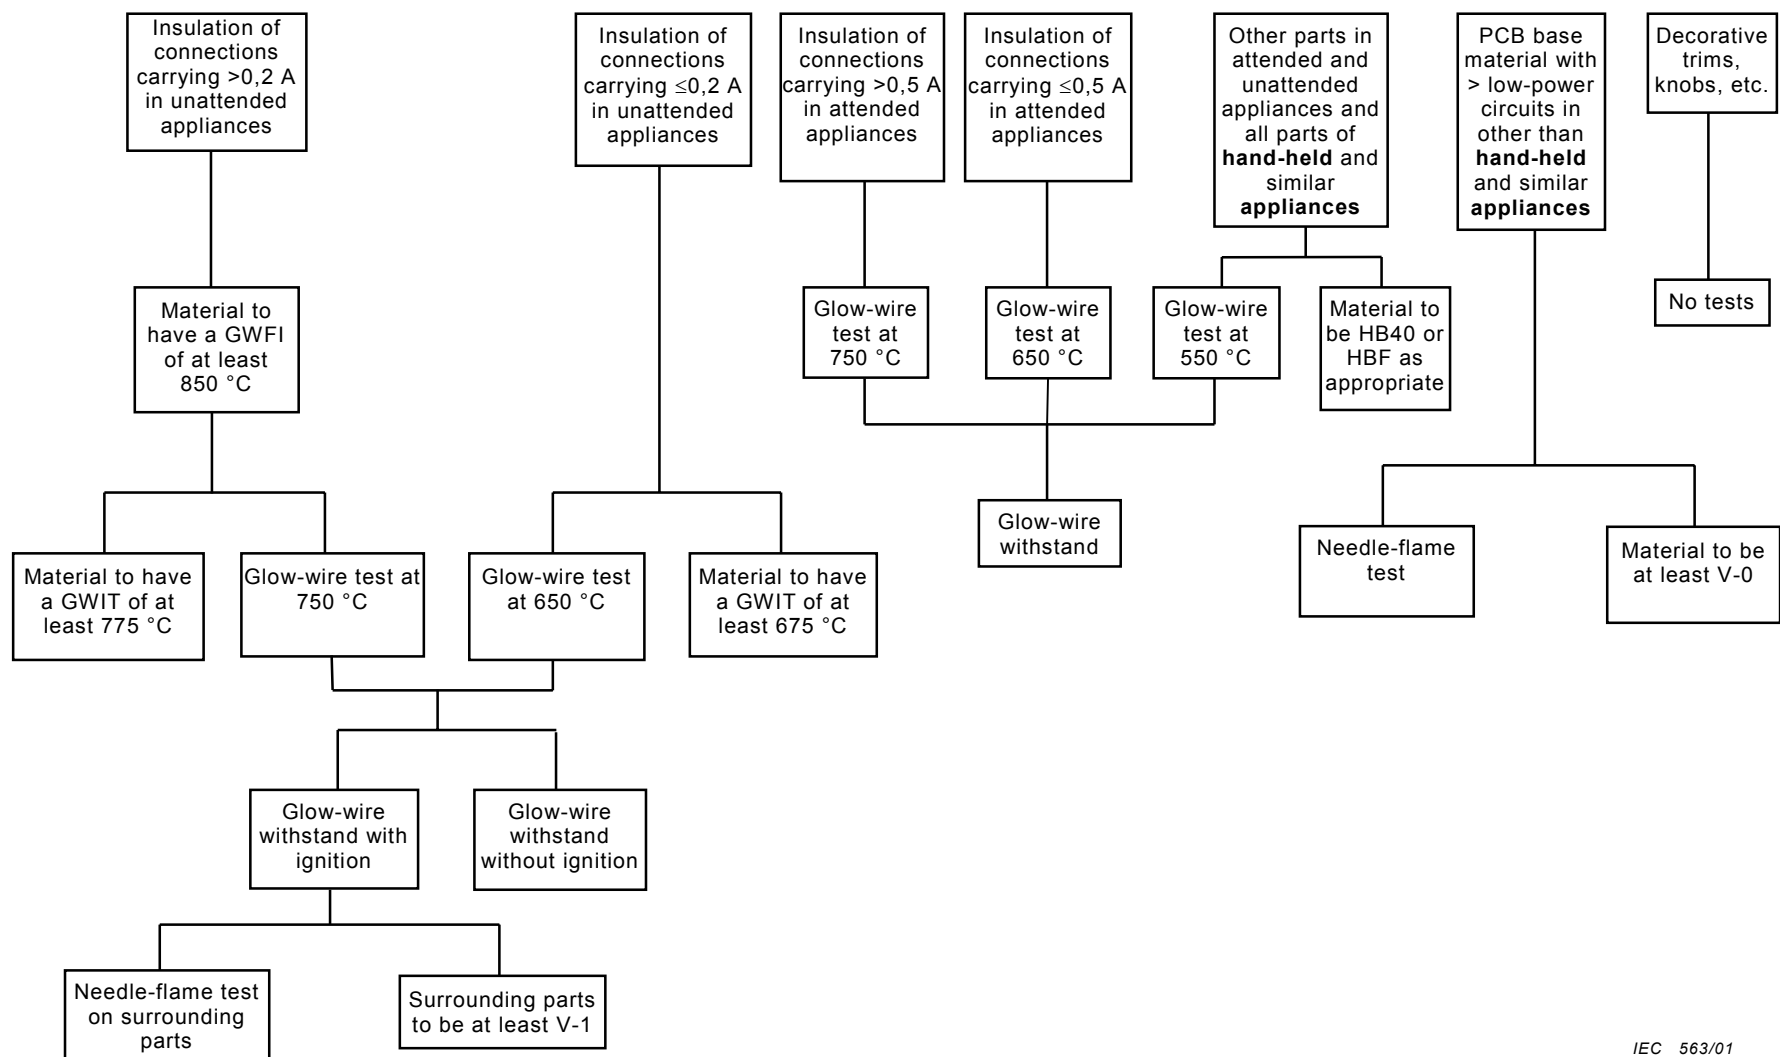 Insulation of
connections
carrying >0,2 A
in unattended
appliances
Insulation of
connections
carrying ≤0,2 A
in unattended
appliances
Insulation of
connections
carrying >0,5 A
in attended
appliances
Insulation of
connections
carrying ≤0,5 A
in attended
appliances
Other parts in
attended and
unattended
appliances and
all parts of
hand-held and
similar
appliances
PCB base
material with
> low-power
circuits in
other than
hand-held
and similar
appliances
Decorative
trims,
knobs, etc.
Material to
have a GWFI
of at least
850 °C
Glow-wire
test at
750 °C
Glow-wire
test at
650 °C
Glow-wire
test at
550 °C
Material to
be HB40 or
HBF as
appropriate
No tests
Material to have
a GWIT of at
least 775 °C
Glow-wire test at
750 °C
Glow-wire test
at 650 °C
Material to have
a GWIT of at
least 675 °C
Glow-wire
withstand
Needle-flame
test
Material to be
at least V-0
Glow-wire
withstand with
ignition
Glow-wire
withstand
without ignition
Needle-flame test
on surrounding
parts
Surrounding parts
to be at least V-1
IEC 563/01